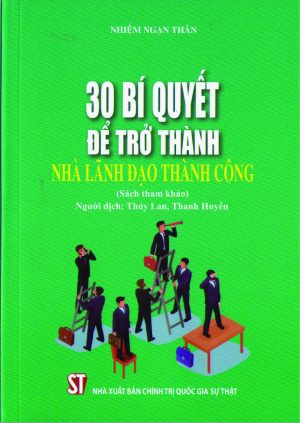 NHIỆM NGẠN THÂN
30 BÍ QUYẾT
ĐỂ TRỞ THÀNH
NHÀ LÃNH ĐẠO THÀNH CÔNG
(Sách tham khảo)
Người dịch: Thúy Lan, Thanh Huyền
ST
NHÀ XUẤT BẢN CHÍNH TRỊ QUỐC GIA SỰ THẬT